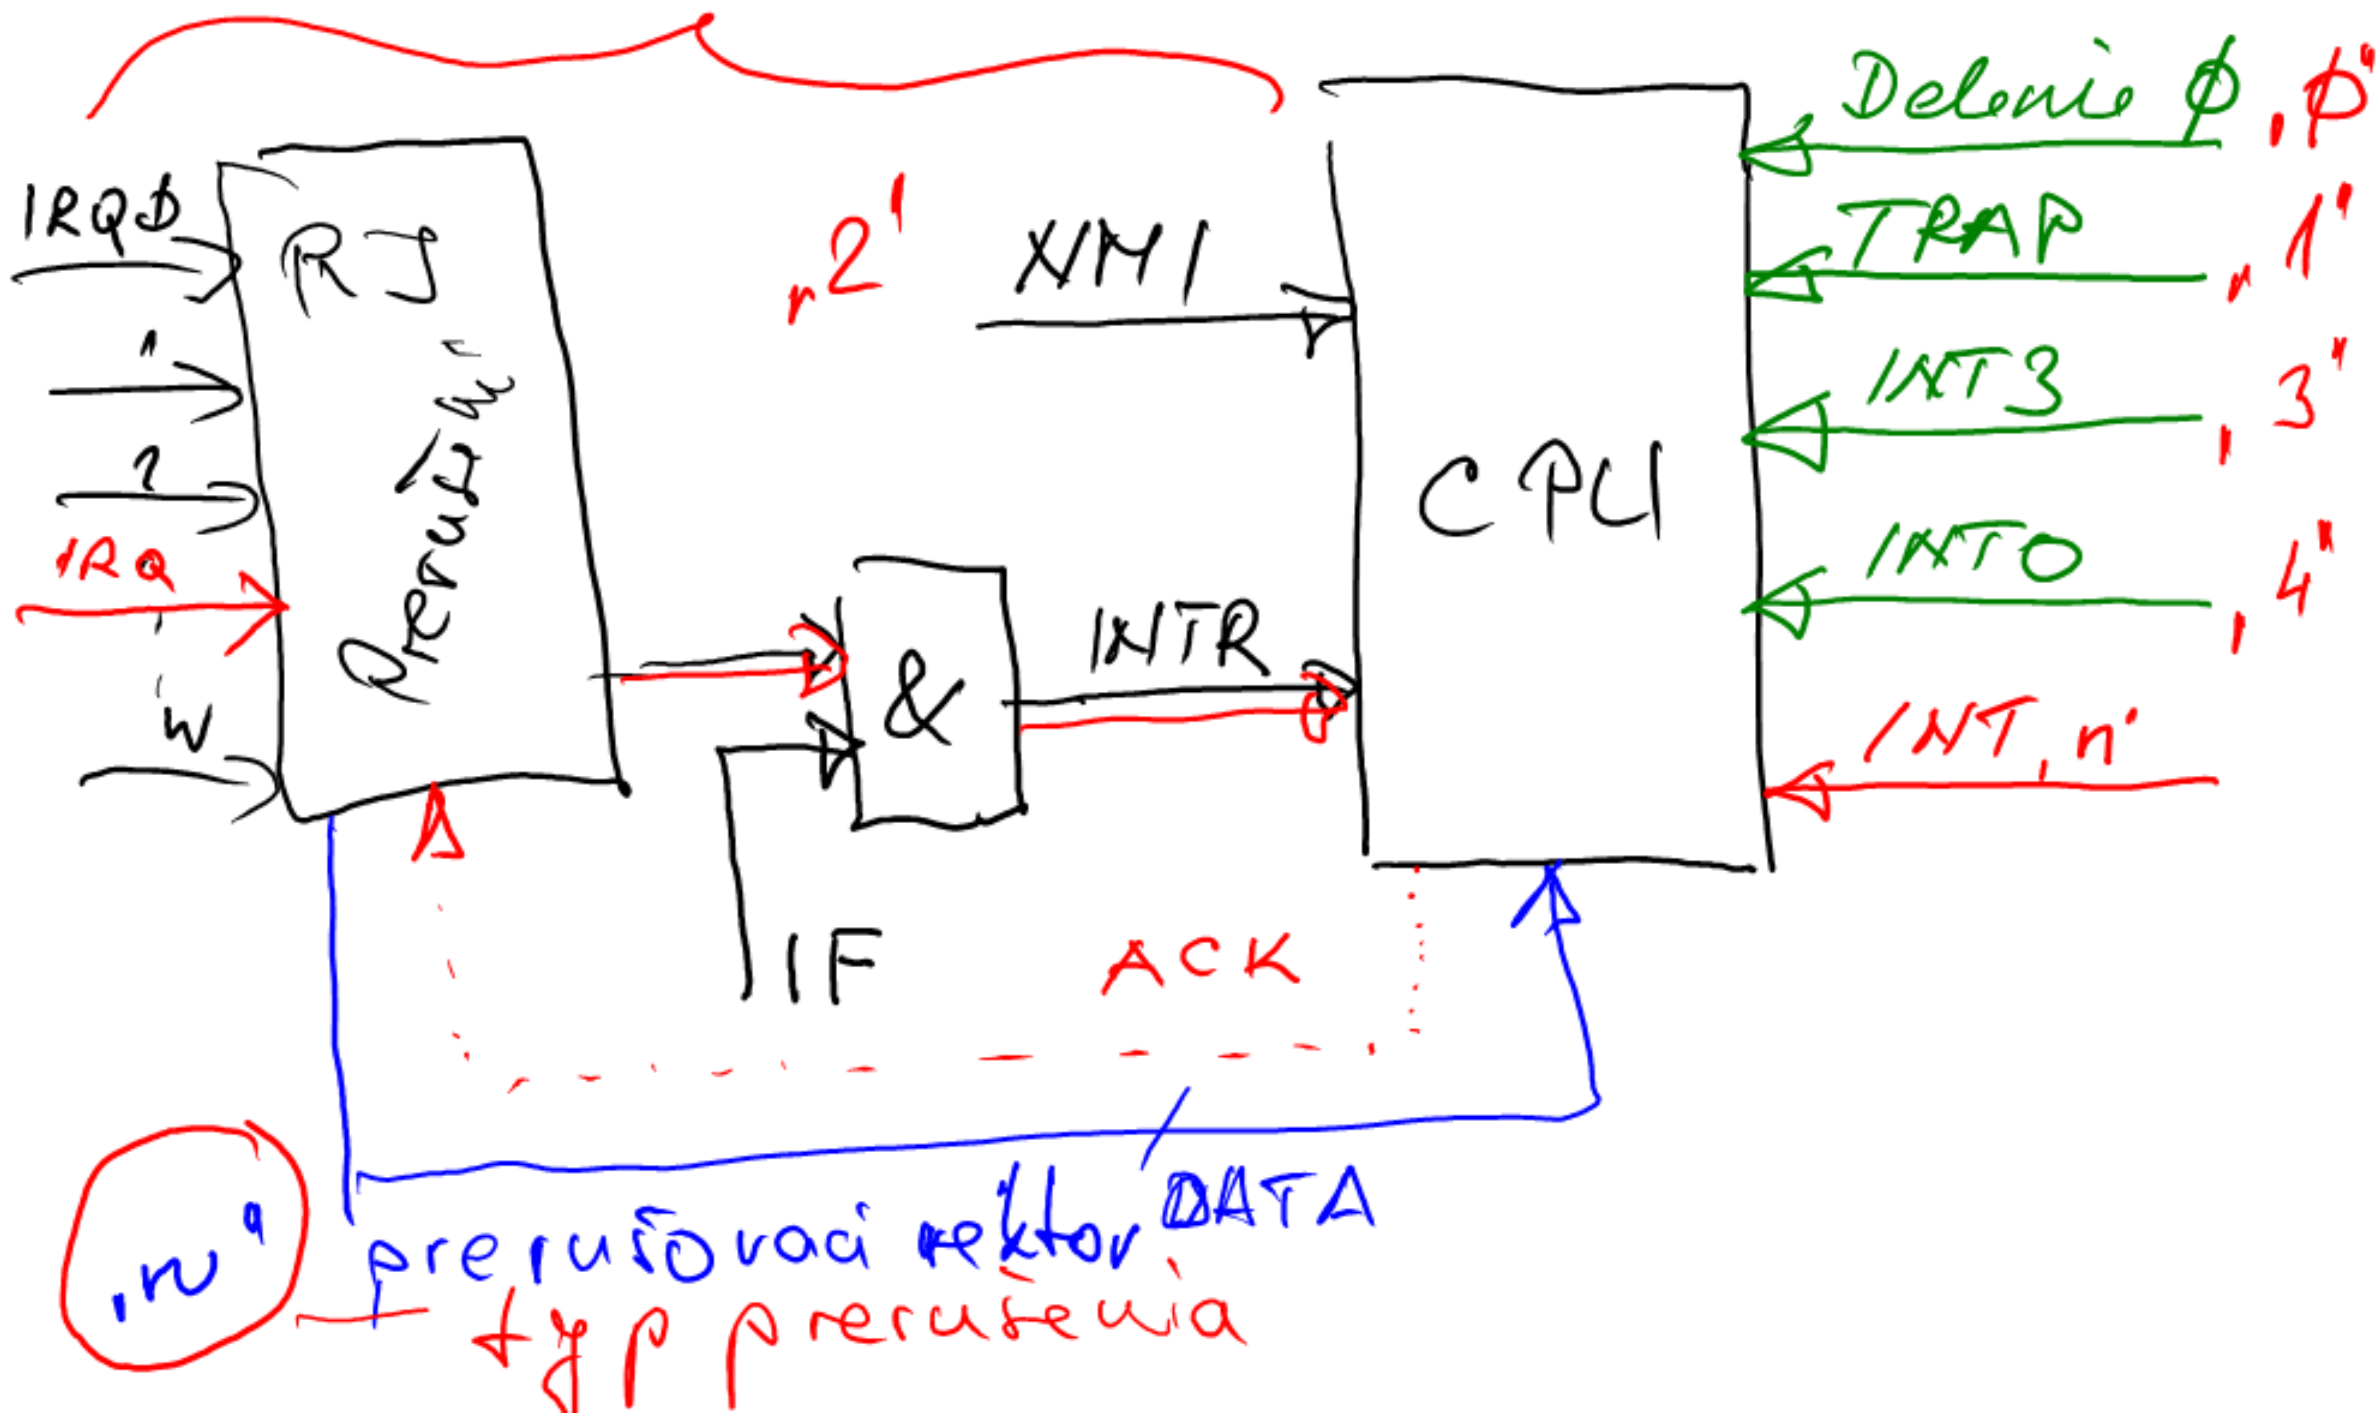 IRQ0
RJ
"Prerušení"
1
2
IRQ
n
„2"
NMI
&
INTR
IF
CPU
Delenie 0 „0"
TRAP „1"
INT3 „3"
INTO „4"
INT „n"
ACK
DATA
„n"
prerušovací vektor
typ prerušenia